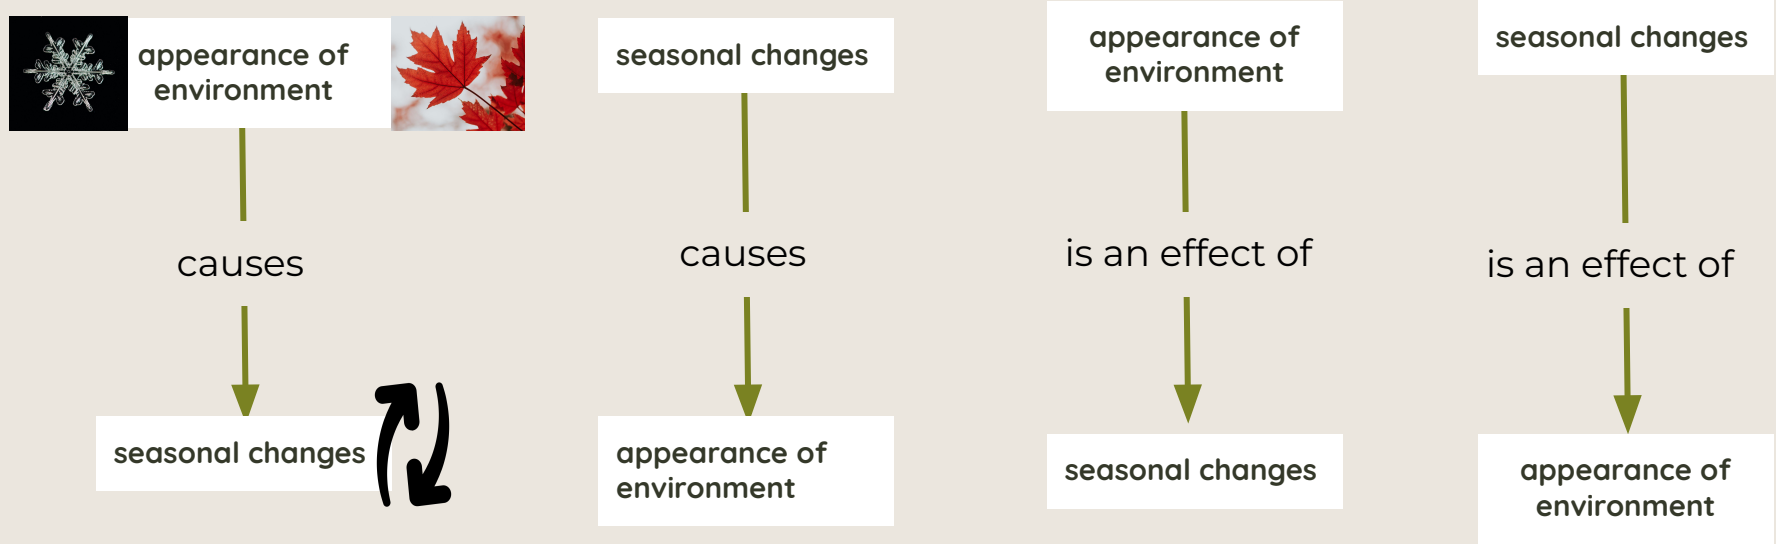 appearance of
environment
causes
seasonal changes
seasonal changes
causes
appearance of
environment
appearance of
environment
is an effect of
seasonal changes
seasonal changes
is an effect of
appearance of
environment